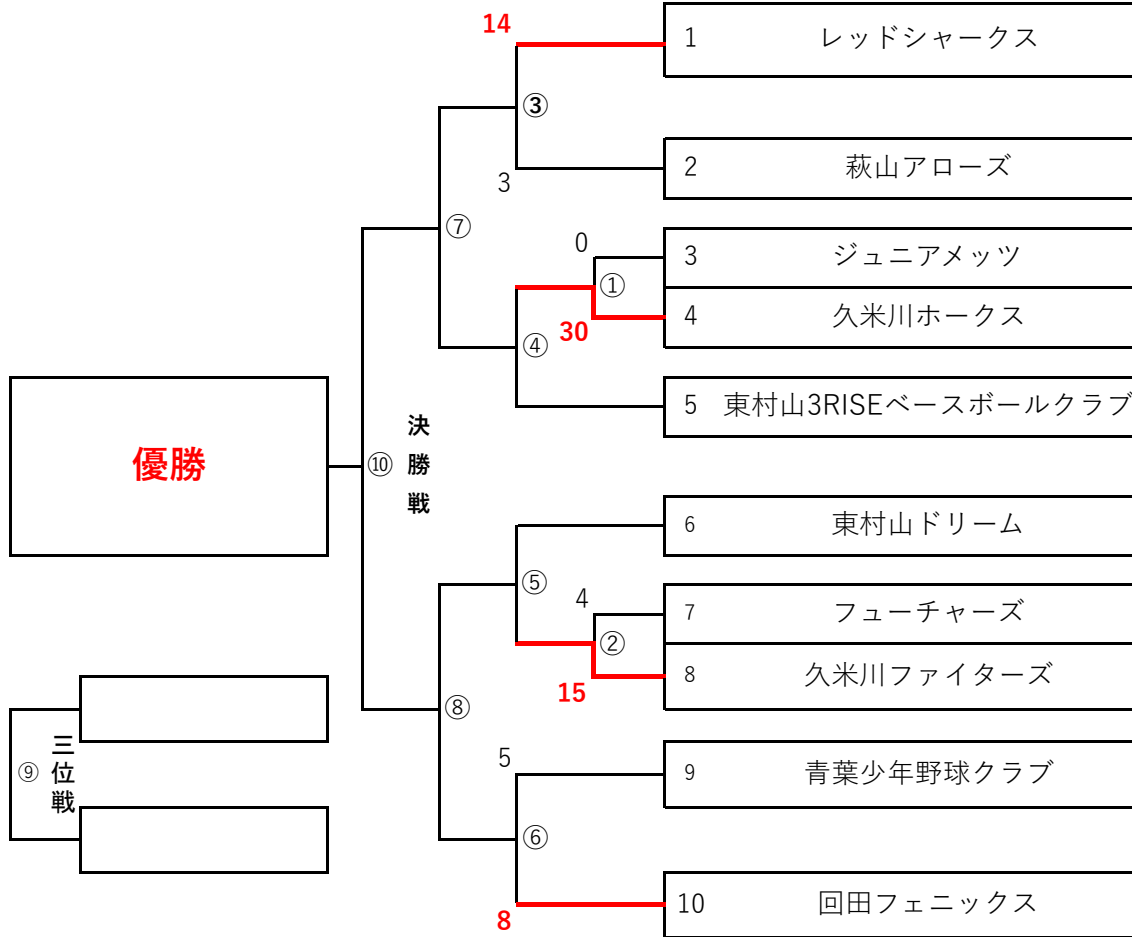 14
1 レッドシャークス
③
2 萩山アローズ
3
⑦
0
3 ジュニアメッツ
①
4 久米川ホークス
30
④
5 東村山3RISEベースボールクラブ
優勝
⑩
決勝戦
6 東村山ドリーム
⑤
4
7 フューチャーズ
②
8 久米川ファイターズ
15
⑧
5
9 青葉少年野球クラブ
⑥
10 回田フェニックス
8
⑨
三位戦